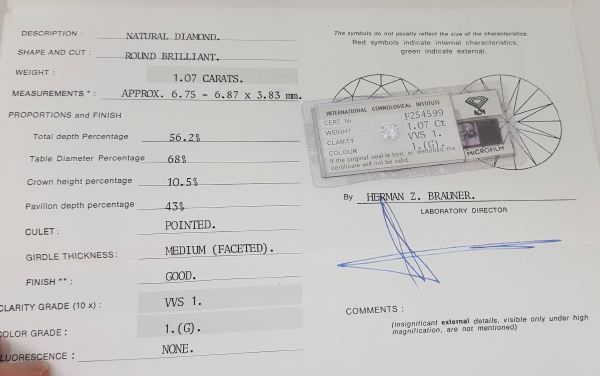 DESCRIPTION : NATURAL DIAMOND.
SHAPE AND CUT : ROUND BRILLIANT.
WEIGHT : 1.07 CARATS.
MEASUREMENTS * : APPROX. 6.75 - 6.87 x 3.83 mm.
PROPORTIONS and FINISH
Total depth Percentage 56.2%
Table Diameter Percentage 68%
Crown height percentage 10.5%
Pavilion depth percentage 43%
CULET : POINTED.
GIRDLE THICKNESS: MEDIUM (FACETED).
FINISH ** : GOOD.
CLARITY GRADE (10 x) : VVS 1.
COLOR GRADE : 1.(G).
FLUORESCENCE : NONE.
The symbols do not usually reflect the size of the characteristics.
Red symbols indicate internal characteristics,
green indicate external.
INTERNATIONAL GEMMOLOGICAL INSTITUTE
CERT. N: F254599
WEIGHT 1.07 Ct
CLARITY VVS 1.
COLOUR 1.(G).
If the original seal is torn, or disturbed, the
certificate will not be valid.
IGI
MICROFILM
By HERMAN Z. BRAUNER.
LABORATORY DIRECTOR
COMMENTS :
(insignificant external details, visible only under high
magnification, are not mentioned)